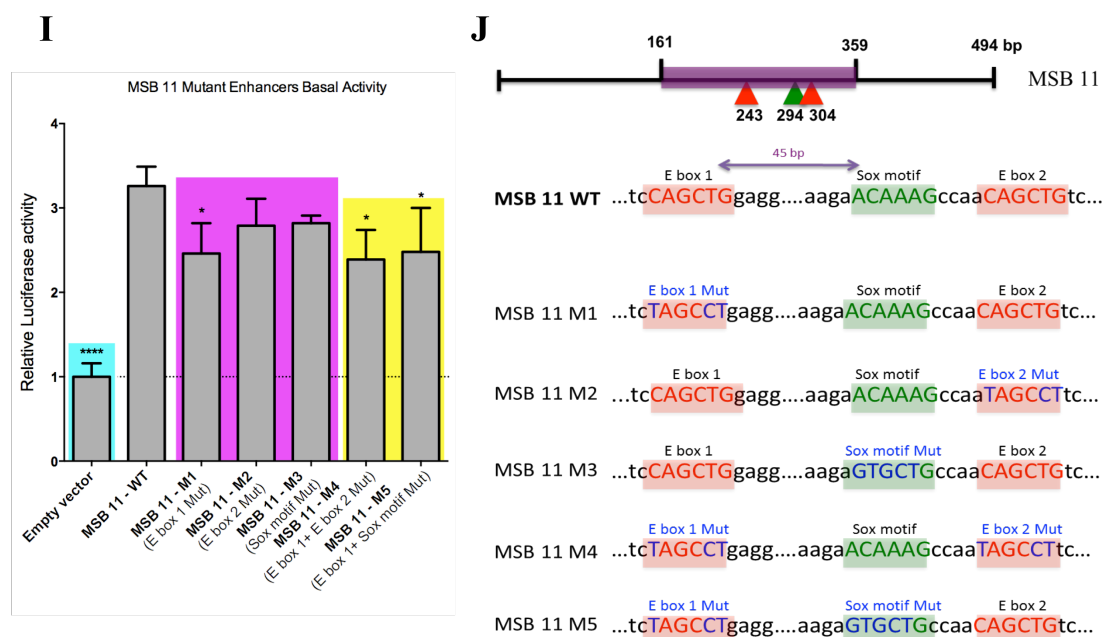 I
MSB 11 Mutant Enhancers Basal Activity
Relative Luciferase activity
4
3
2
1
0
****
*
*
*
Empty vector
MSB 11 - WT
MSB 11 - M1
(E box 1 Mut)
MSB 11 - M2
(E box 2 Mut)
MSB 11 - M3
(Sox motif Mut)
MSB 11 - M4
(E box 1+ E box 2 Mut)
MSB 11 - M5
(E box 1+ Sox motif Mut)
J
161 359 494 bp
MSB 11
243 294 304
45 bp
E box 1 Sox motif E box 2
MSB 11 WT ...tcCAGCTGgagg....aagaACAAAGccaaCAGCTGtc...
E box 1 Mut Sox motif E box 2
MSB 11 M1 ...tcTAGCCTgagg....aagaACAAAGccaaCAGCTGtc...
E box 1 Sox motif E box 2 Mut
MSB 11 M2 ...tcCAGCTGgagg....aagaACAAAGccaaTAGCCTtc...
E box 1 Sox motif Mut E box 2
MSB 11 M3 ...tcCAGCTGgagg....aagaGTGCTGccaaCAGCTGtc...
E box 1 Mut Sox motif E box 2 Mut
MSB 11 M4 ...tcTAGCCTgagg....aagaACAAAGccaaTAGCCTtc...
E box 1 Mut Sox motif Mut E box 2
MSB 11 M5 ...tcTAGCCTgagg....aagaGTGCTGccaaCAGCTGtc...